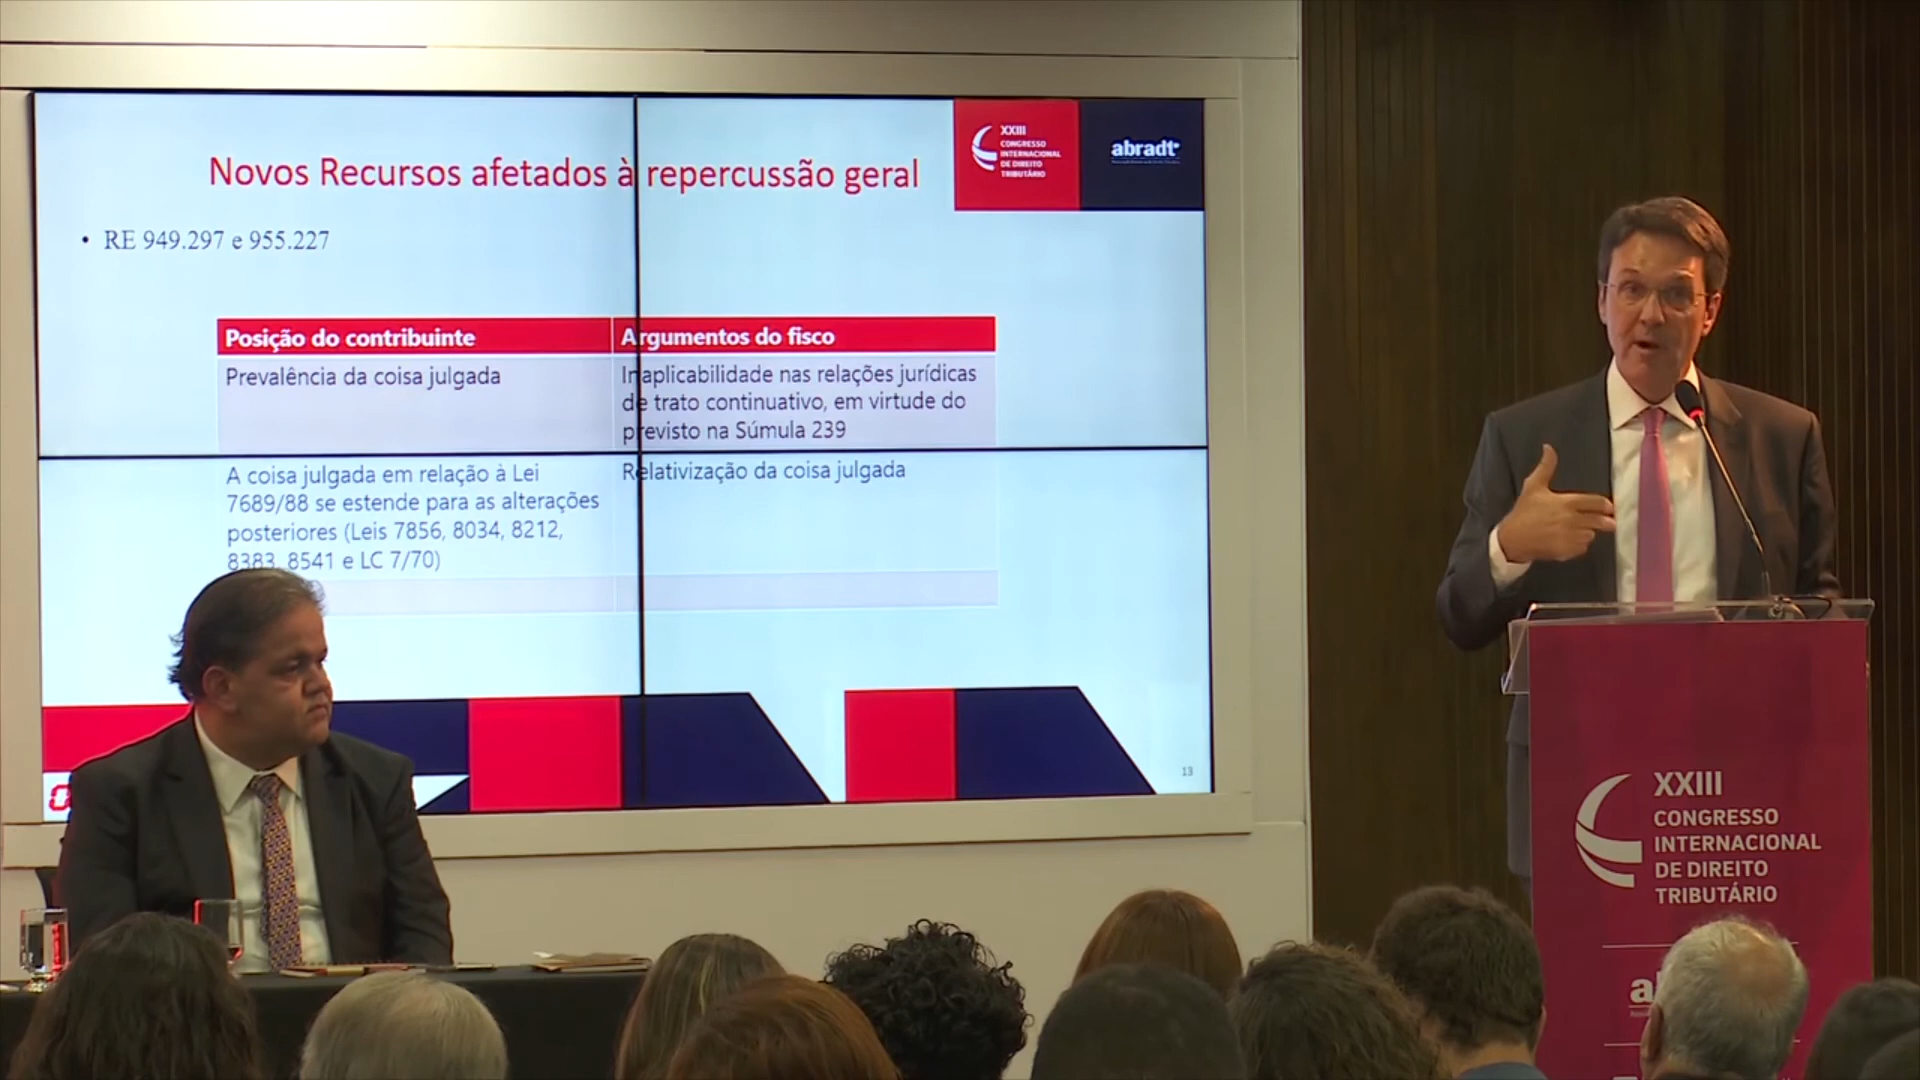 Novos Recursos afetados à repercussão geral
XXIII
CONGRESSO
INTERNACIONAL
DE DIREITO
TRIBUTÁRIO
abradt
• RE 949.297 e 955.227
Posição do contribuinte
Argumentos do fisco
Prevalência da coisa julgada
Inaplicabilidade nas relações jurídicas
de trato continuativo, em virtude do
previsto na Súmula 239
A coisa julgada em relação à Lei
7689/88 se estende para as alterações
posteriores (Leis 7856, 8034, 8212,
8383, 8541 e LC 7/70)
Relativização da coisa julgada
13
XXIII
CONGRESSO
INTERNACIONAL
DE DIREITO
TRIBUTÁRIO